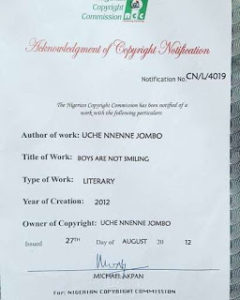 Nigerian
Copyright
Commission
NCC
Acknowledgment of Copyright Notification
Notification No. CN/L/4019
The Nigerian Copyright Commission has been notified of a
work with the following particulars
Author of work: UCHE NNENNE JOMBO
Title of Work: BOYS ARE NOT SMILING
Type of Work: LITERARY
Year of Creation: 2012
Owner of Copyright: UCHE NNENNE JOMBO
Issued 27TH Day of AUGUST 20 12
MICHAEL AKPAN
For: NIGERIAN COPYRIGHT COMMISSION